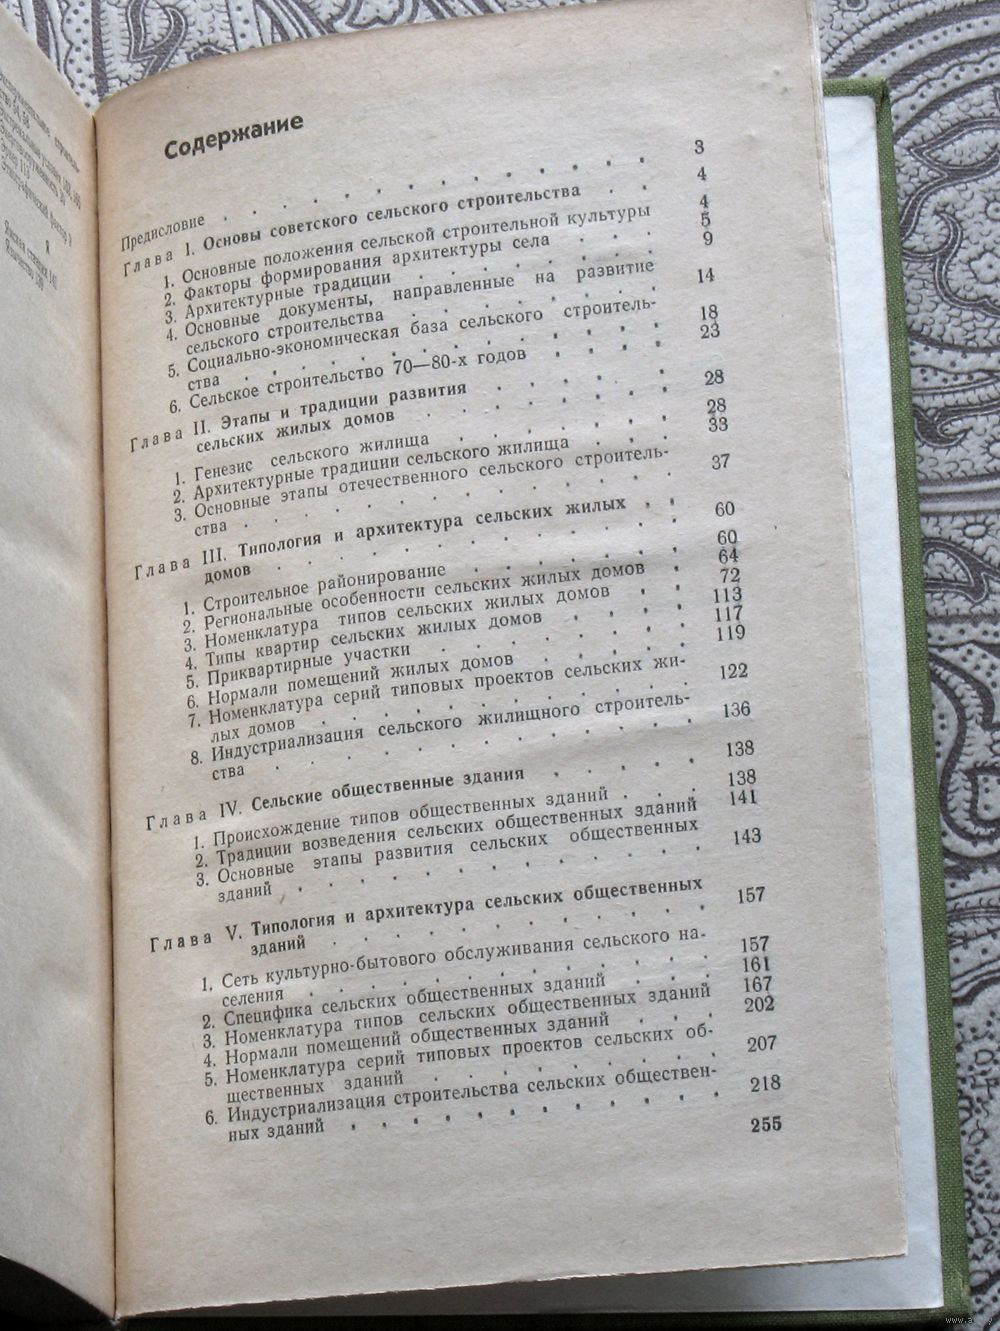 фактор 9
Я
Ямская станция 141
Содержание
Предисловие . . . . . . . . . . . . . 3
Глава I. Основы советского сельского строительства . . 4
1. Основные положения сельской строительной культуры 4
2. Факторы формирования архитектуры села . . . 5
3. Архитектурные традиции . . . . . . . 9
4. Основные документы, направленные на развитие
сельского строительства . . . . . . . 14
5. Социально-экономическая база сельского строитель-
ства . . . . . . . . . . . . . 18
6. Сельское строительство 70—80-х годов . . . . 23
Глава II. Этапы и традиции развития
сельских жилых домов . . . . . . . 28
1. Генезис сельского жилища . . . . . . 28
2. Архитектурные традиции сельского жилища . . . 33
3. Основные этапы отечественного сельского строитель-
ства . . . . . . . . . . . . . 37
Глава III. Типология и архитектура сельских жилых
домов . . . . . . . . . . . . 60
1. Строительное районирование . . . . . . 60
2. Региональные особенности сельских жилых домов . 64
3. Номенклатура типов сельских жилых домов . . 72
4. Типы квартир сельских жилых домов . . . . 113
5. Приквартирные участки . . . . . . . 117
6. Нормали помещений жилых домов . . . . . 119
7. Номенклатура серий типовых проектов сельских жи-
лых домов . . . . . . . . . . . 122
8. Индустриализация сельского жилищного строитель-
ства . . . . . . . . . . . . . 136
Глава IV. Сельские общественные здания . . . . . 138
1. Происхождение типов общественных зданий . . . 138
2. Традиции возведения сельских общественных зданий 141
3. Основные этапы развития сельских общественных
зданий . . . . . . . . . . . . 143
Глава V. Типология и архитектура сельских общественных
зданий . . . . . . . . . . . . 157
1. Сеть культурно-бытового обслуживания сельского на-
селения . . . . . . . . . . . . 157
2. Специфика сельских общественных зданий . . . 161
3. Номенклатура типов сельских общественных зданий 167
4. Нормали помещений общественных зданий . . . 202
5. Номенклатура серий типовых проектов сельских об-
щественных зданий . . . . . . . . 207
6. Индустриализация строительства сельских обществен-
ных зданий . . . . . . . . . . . 218
255